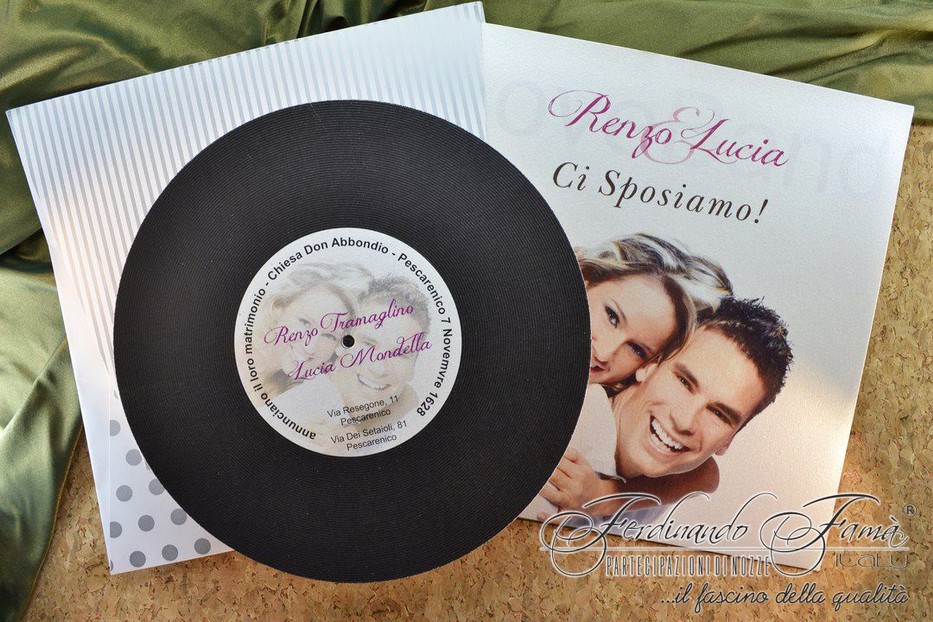 Renzo & Lucia
Ci Sposiamo!
annunciano il loro matrimonio - Chiesa Don Abbondio - Pescarenico 7 Novemvre 1628
Renzo Tramaglino
Lucia Mondella
Via Resegone, 11
Pescarenico
Via Dei Setaioli, 81
Pescarenico
Ferdinando Famà ®
PARTECIPAZIONI DI NOZZE italy
...il fascino della qualità